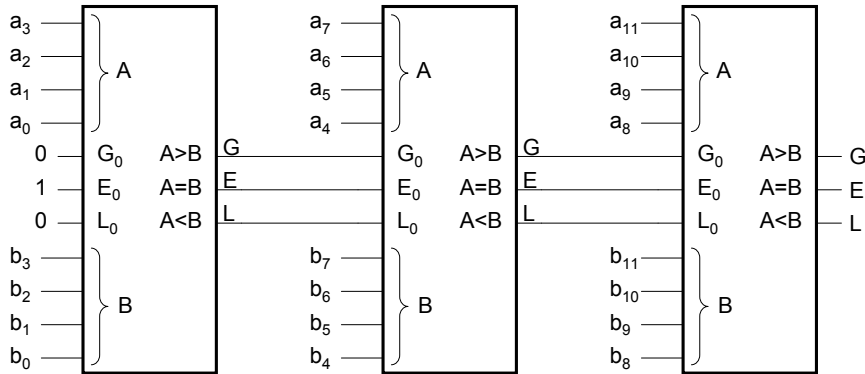 a₃ a₇ a₁₁
a₂ a₆ a₁₀
A A A
a₁ a₅ a₉
a₀ a₄ a₈
0 G₀ A>B G G₀ A>B G G₀ A>B G
1 E₀ A=B E E₀ A=B E E₀ A=B E
0 L₀ A<B L L₀ A<B L L₀ A<B L
b₃ b₇ b₁₁
b₂ b₆ b₁₀
B B B
b₁ b₅ b₉
b₀ b₄ b₈